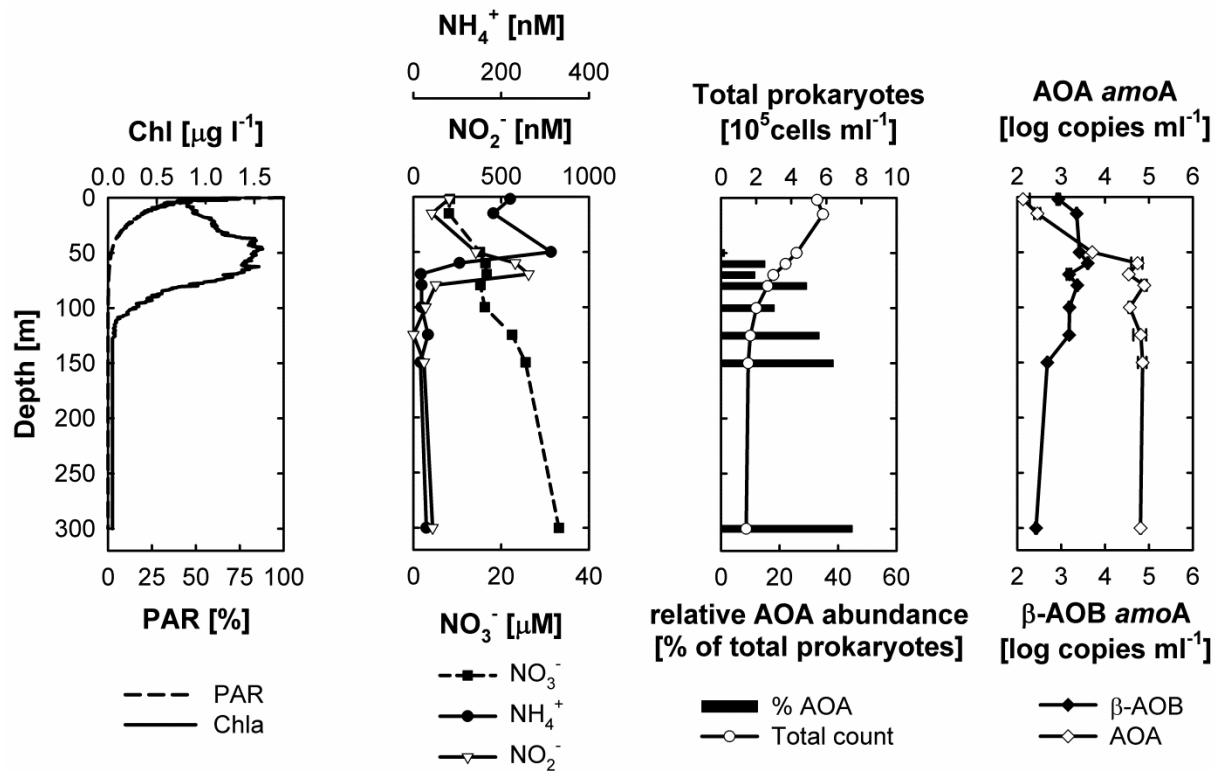 Chl [μg l⁻¹]
0.0 0.5 1.0 1.5
Depth [m]
0
50
100
150
200
250
300
0 25 50 75 100
PAR [%]
PAR
Chla
NH₄⁺ [nM]
0 200 400
NO₂⁻ [nM]
0 500 1000
0 20 40
NO₃⁻ [μM]
NO₃⁻
NH₄⁺
NO₂⁻
Total prokaryotes
[10⁵cells ml⁻¹]
0 2 4 6 8 10
0 20 40 60
relative AOA abundance
[% of total prokaryotes]
% AOA
Total count
AOA amoA
[log copies ml⁻¹]
2 3 4 5 6
2 3 4 5 6
β-AOB amoA
[log copies ml⁻¹]
β-AOB
AOA